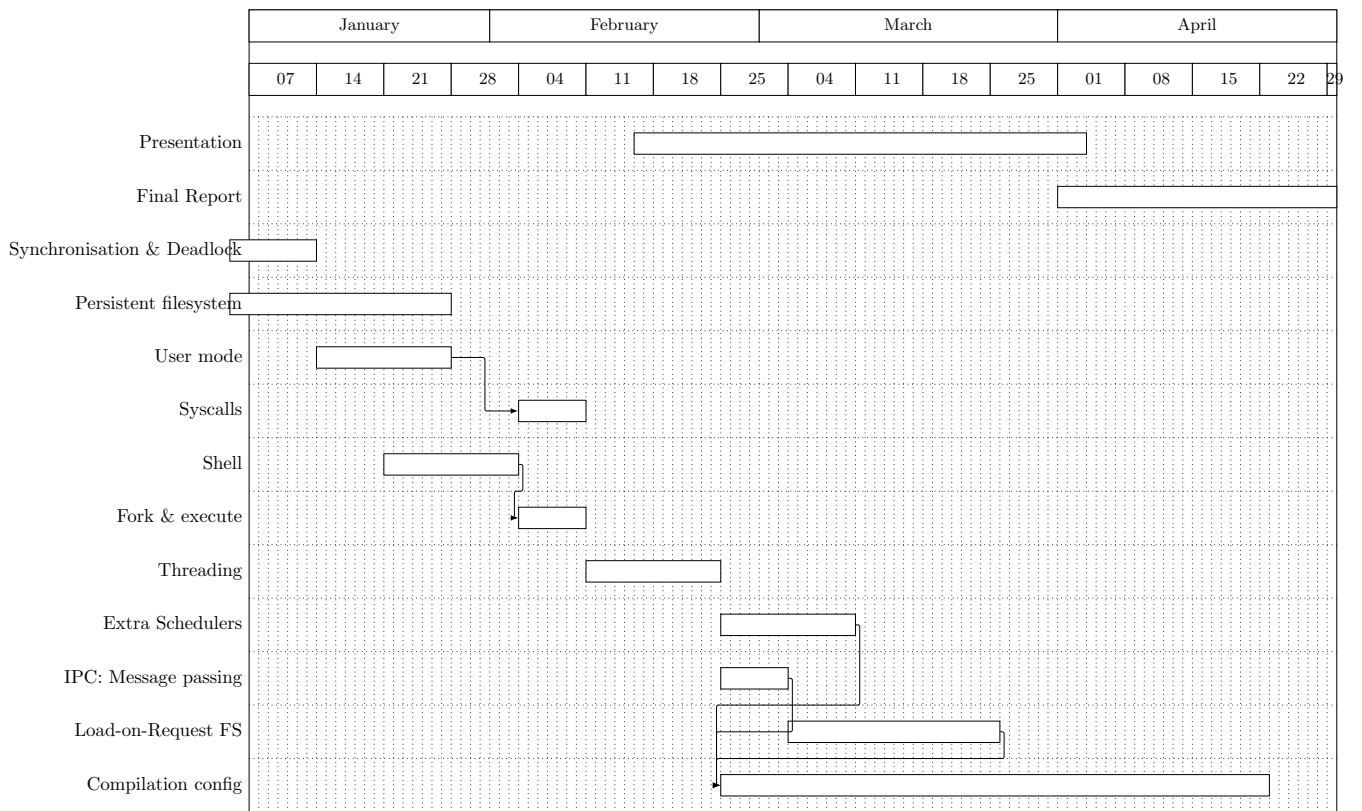 January February March April
07 14 21 28 04 11 18 25 04 11 18 25 01 08 15 22 29
Presentation
Final Report
Synchronisation & Deadlock
Persistent filesystem
User mode
Syscalls
Shell
Fork & execute
Threading
Extra Schedulers
IPC: Message passing
Load-on-Request FS
Compilation config